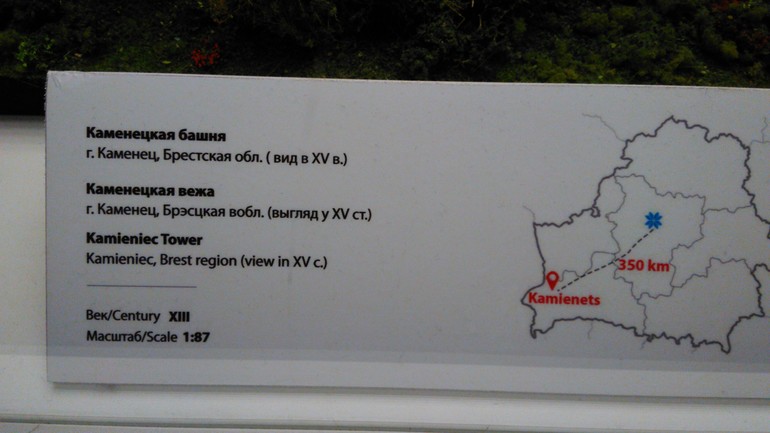 Каменецкая башня
г. Каменец, Брестская обл. ( вид в XV в.)
Каменецкая вежа
г. Каменец, Брэсцкая вобл. (выгляд у XV ст.)
Kamieniec Tower
Kamieniec, Brest region (view in XV c.)
Век/Century XIII
Масштаб/Scale 1:87
350 km
Kamienets